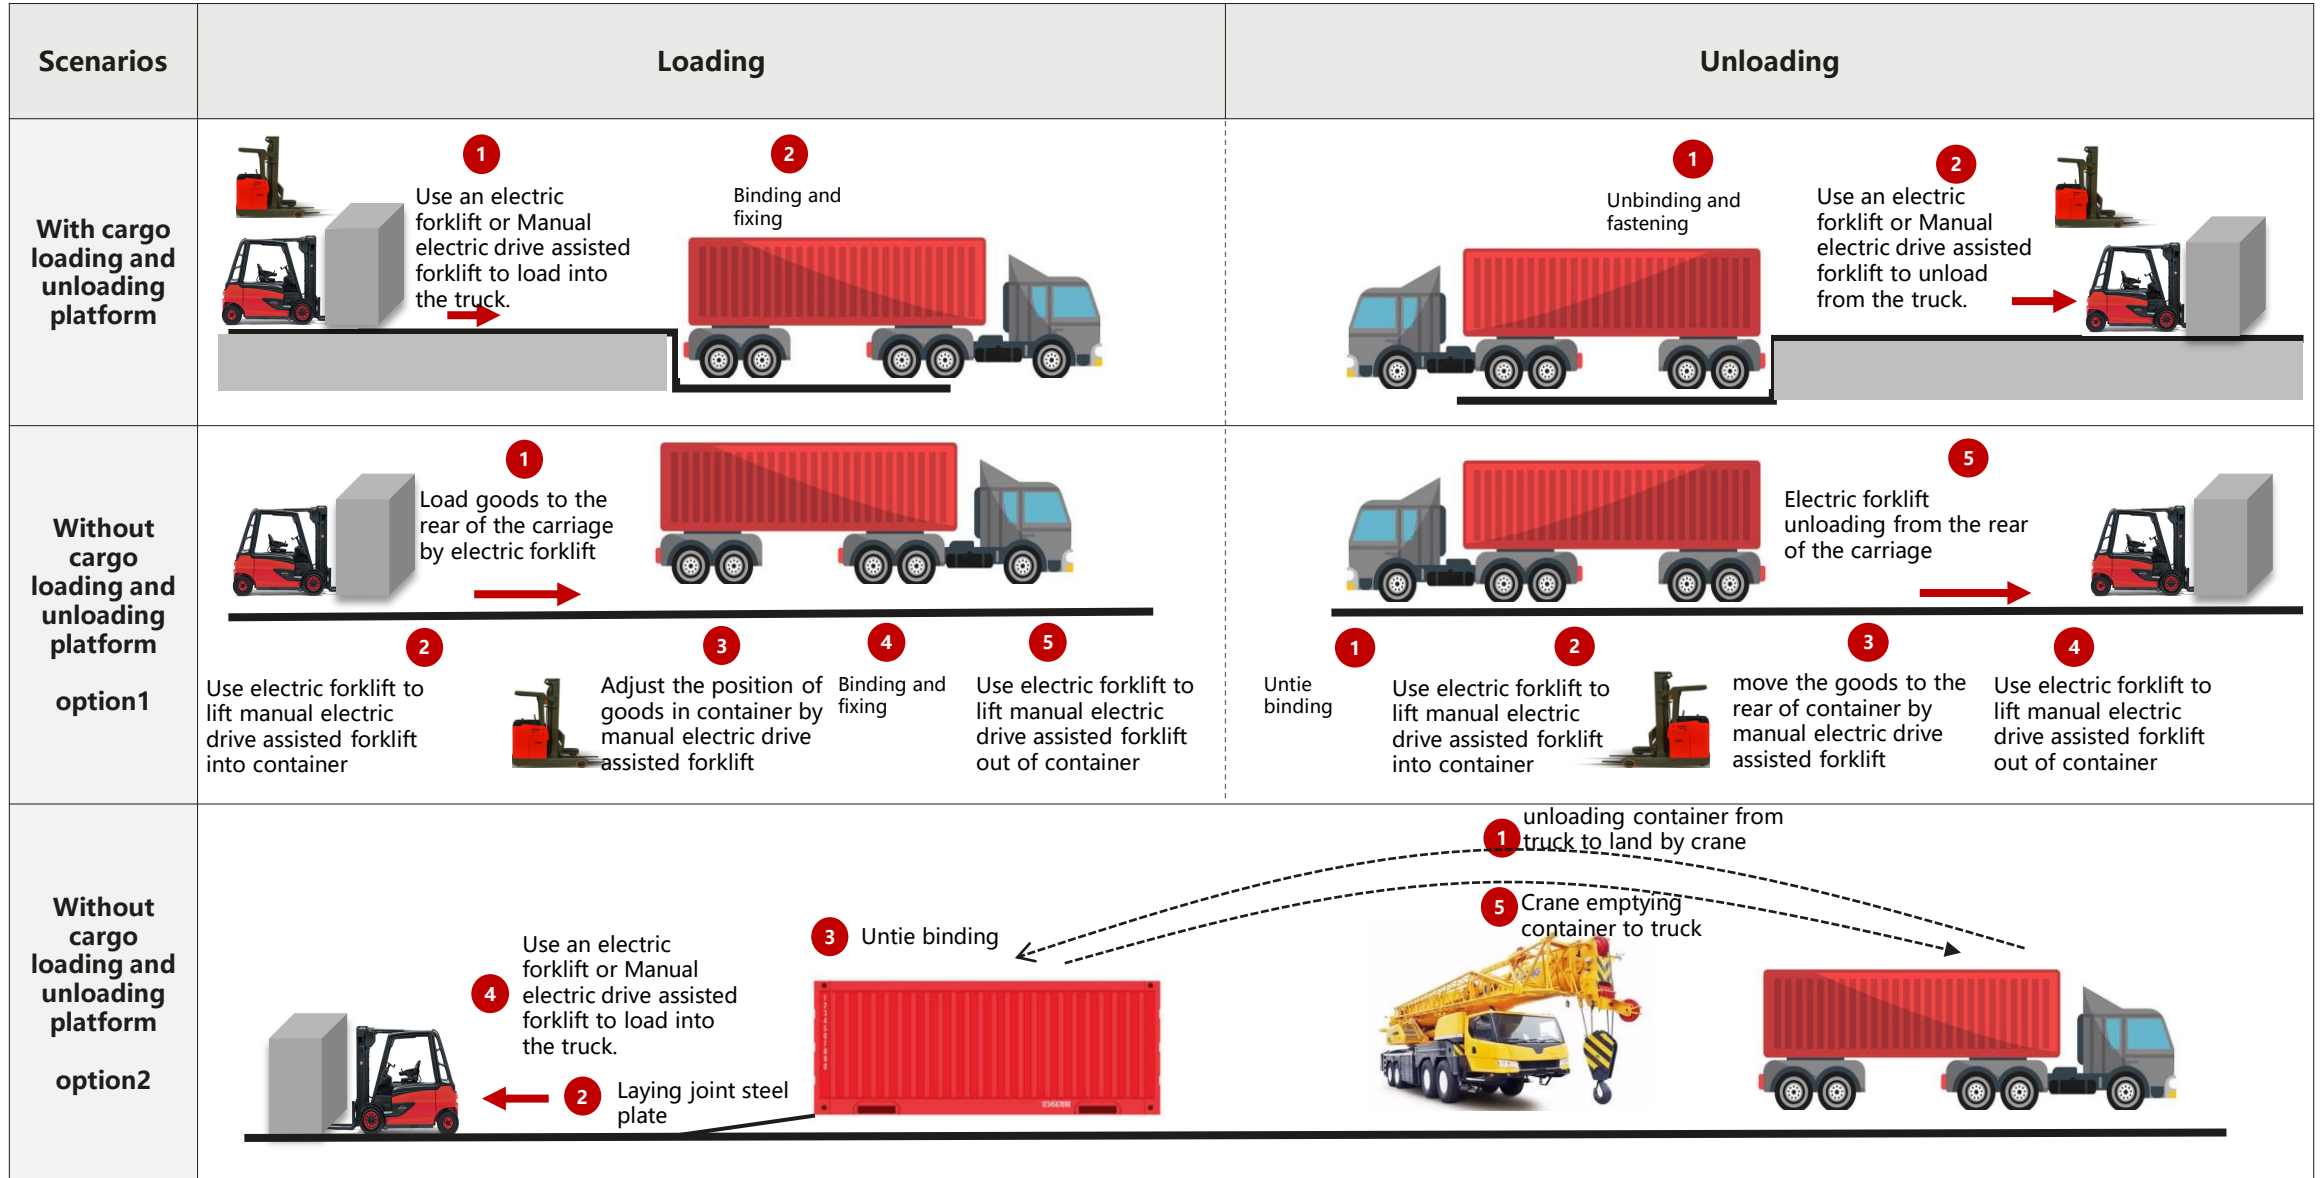 Scenarios
Loading
Unloading
With cargo
loading and
unloading
platform
1
Use an electric
forklift or Manual
electric drive assisted
forklift to load into
the truck.
2
Binding and
fixing
1
Unbinding and
fastening
2
Use an electric
forklift or Manual
electric drive assisted
forklift to unload
from the truck.
Without
cargo
loading and
unloading
platform
option1
1
Load goods to the
rear of the carriage
by electric forklift
2
Use electric forklift to
lift manual electric
drive assisted forklift
into container
3
Adjust the position of
goods in container by
manual electric drive
assisted forklift
4
Binding and
fixing
5
Use electric forklift to
lift manual electric
drive assisted forklift
out of container
5
Electric forklift
unloading from the rear
of the carriage
1
Untie
binding
2
Use electric forklift to
lift manual electric
drive assisted forklift
into container
3
move the goods to the
rear of container by
manual electric drive
assisted forklift
4
Use electric forklift to
lift manual electric
drive assisted forklift
out of container
Without
cargo
loading and
unloading
platform
option2
1
unloading container from
truck to land by crane
5
Crane emptying
container to truck
3
Untie binding
4
Use an electric
forklift or Manual
electric drive assisted
forklift to load into
the truck.
2
Laying joint steel
plate
1234567890